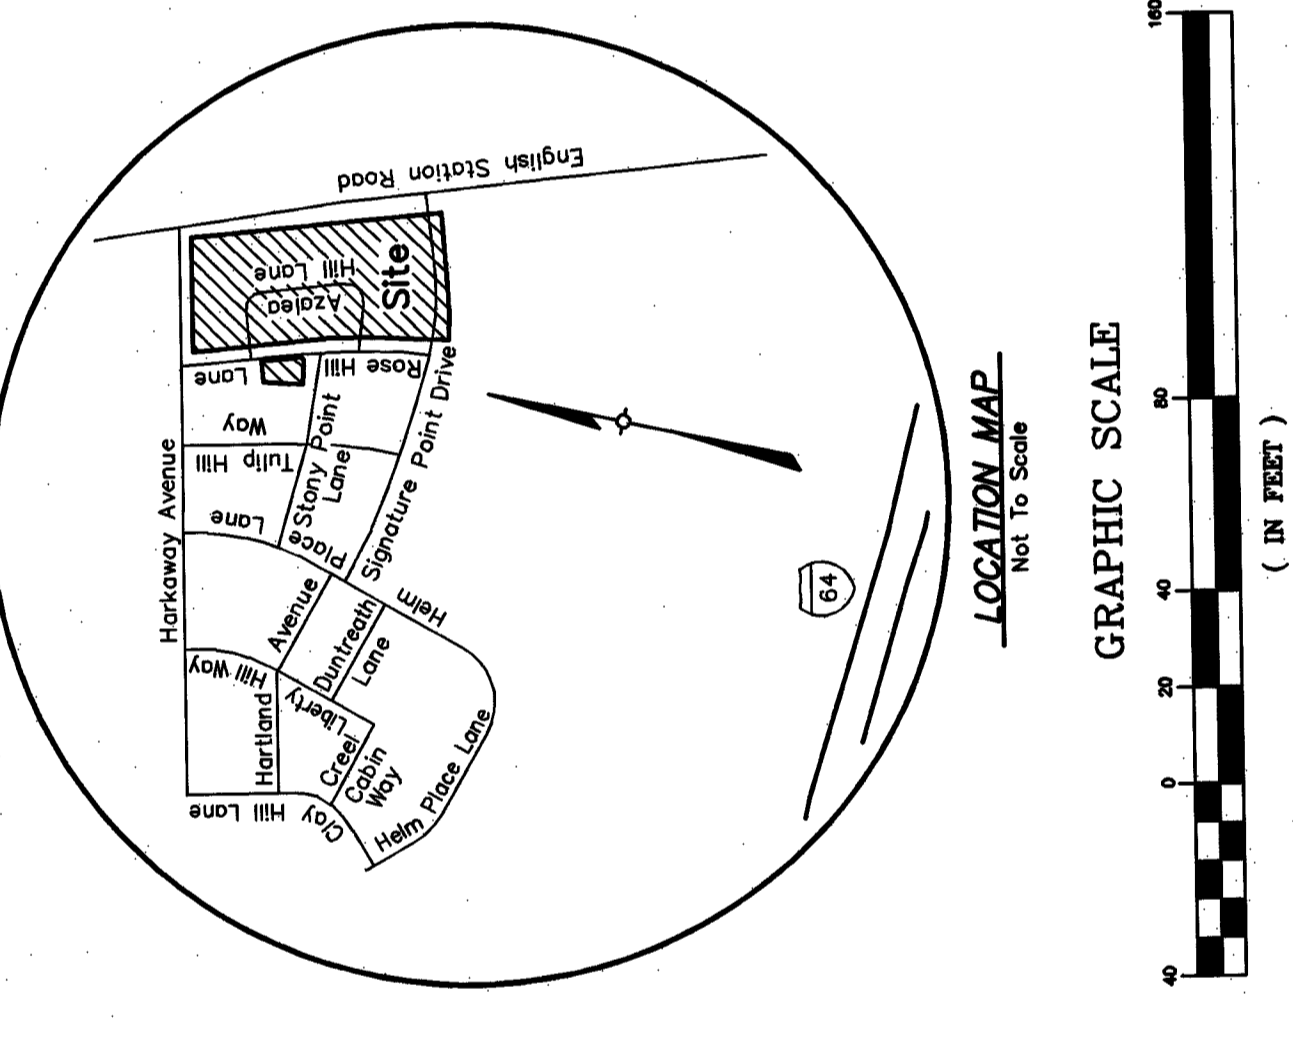 English Station Road
Site
Azalea
Hill Lane
Rose Hill
Lane
Harkaway Avenue
Stony Point
Lane
Tulip Hill
Way
Signature Point Drive
Helm
Place
Lane
Avenue
Duntreath
Lane
Hill Way
Liberty
Hartland
Creel
Cabin
Way
Clay
Hill Lane
Helm Place Lane
64
LOCATION MAP
Not To Scale
GRAPHIC SCALE
40
0
20
40
80
160
( IN FEET )